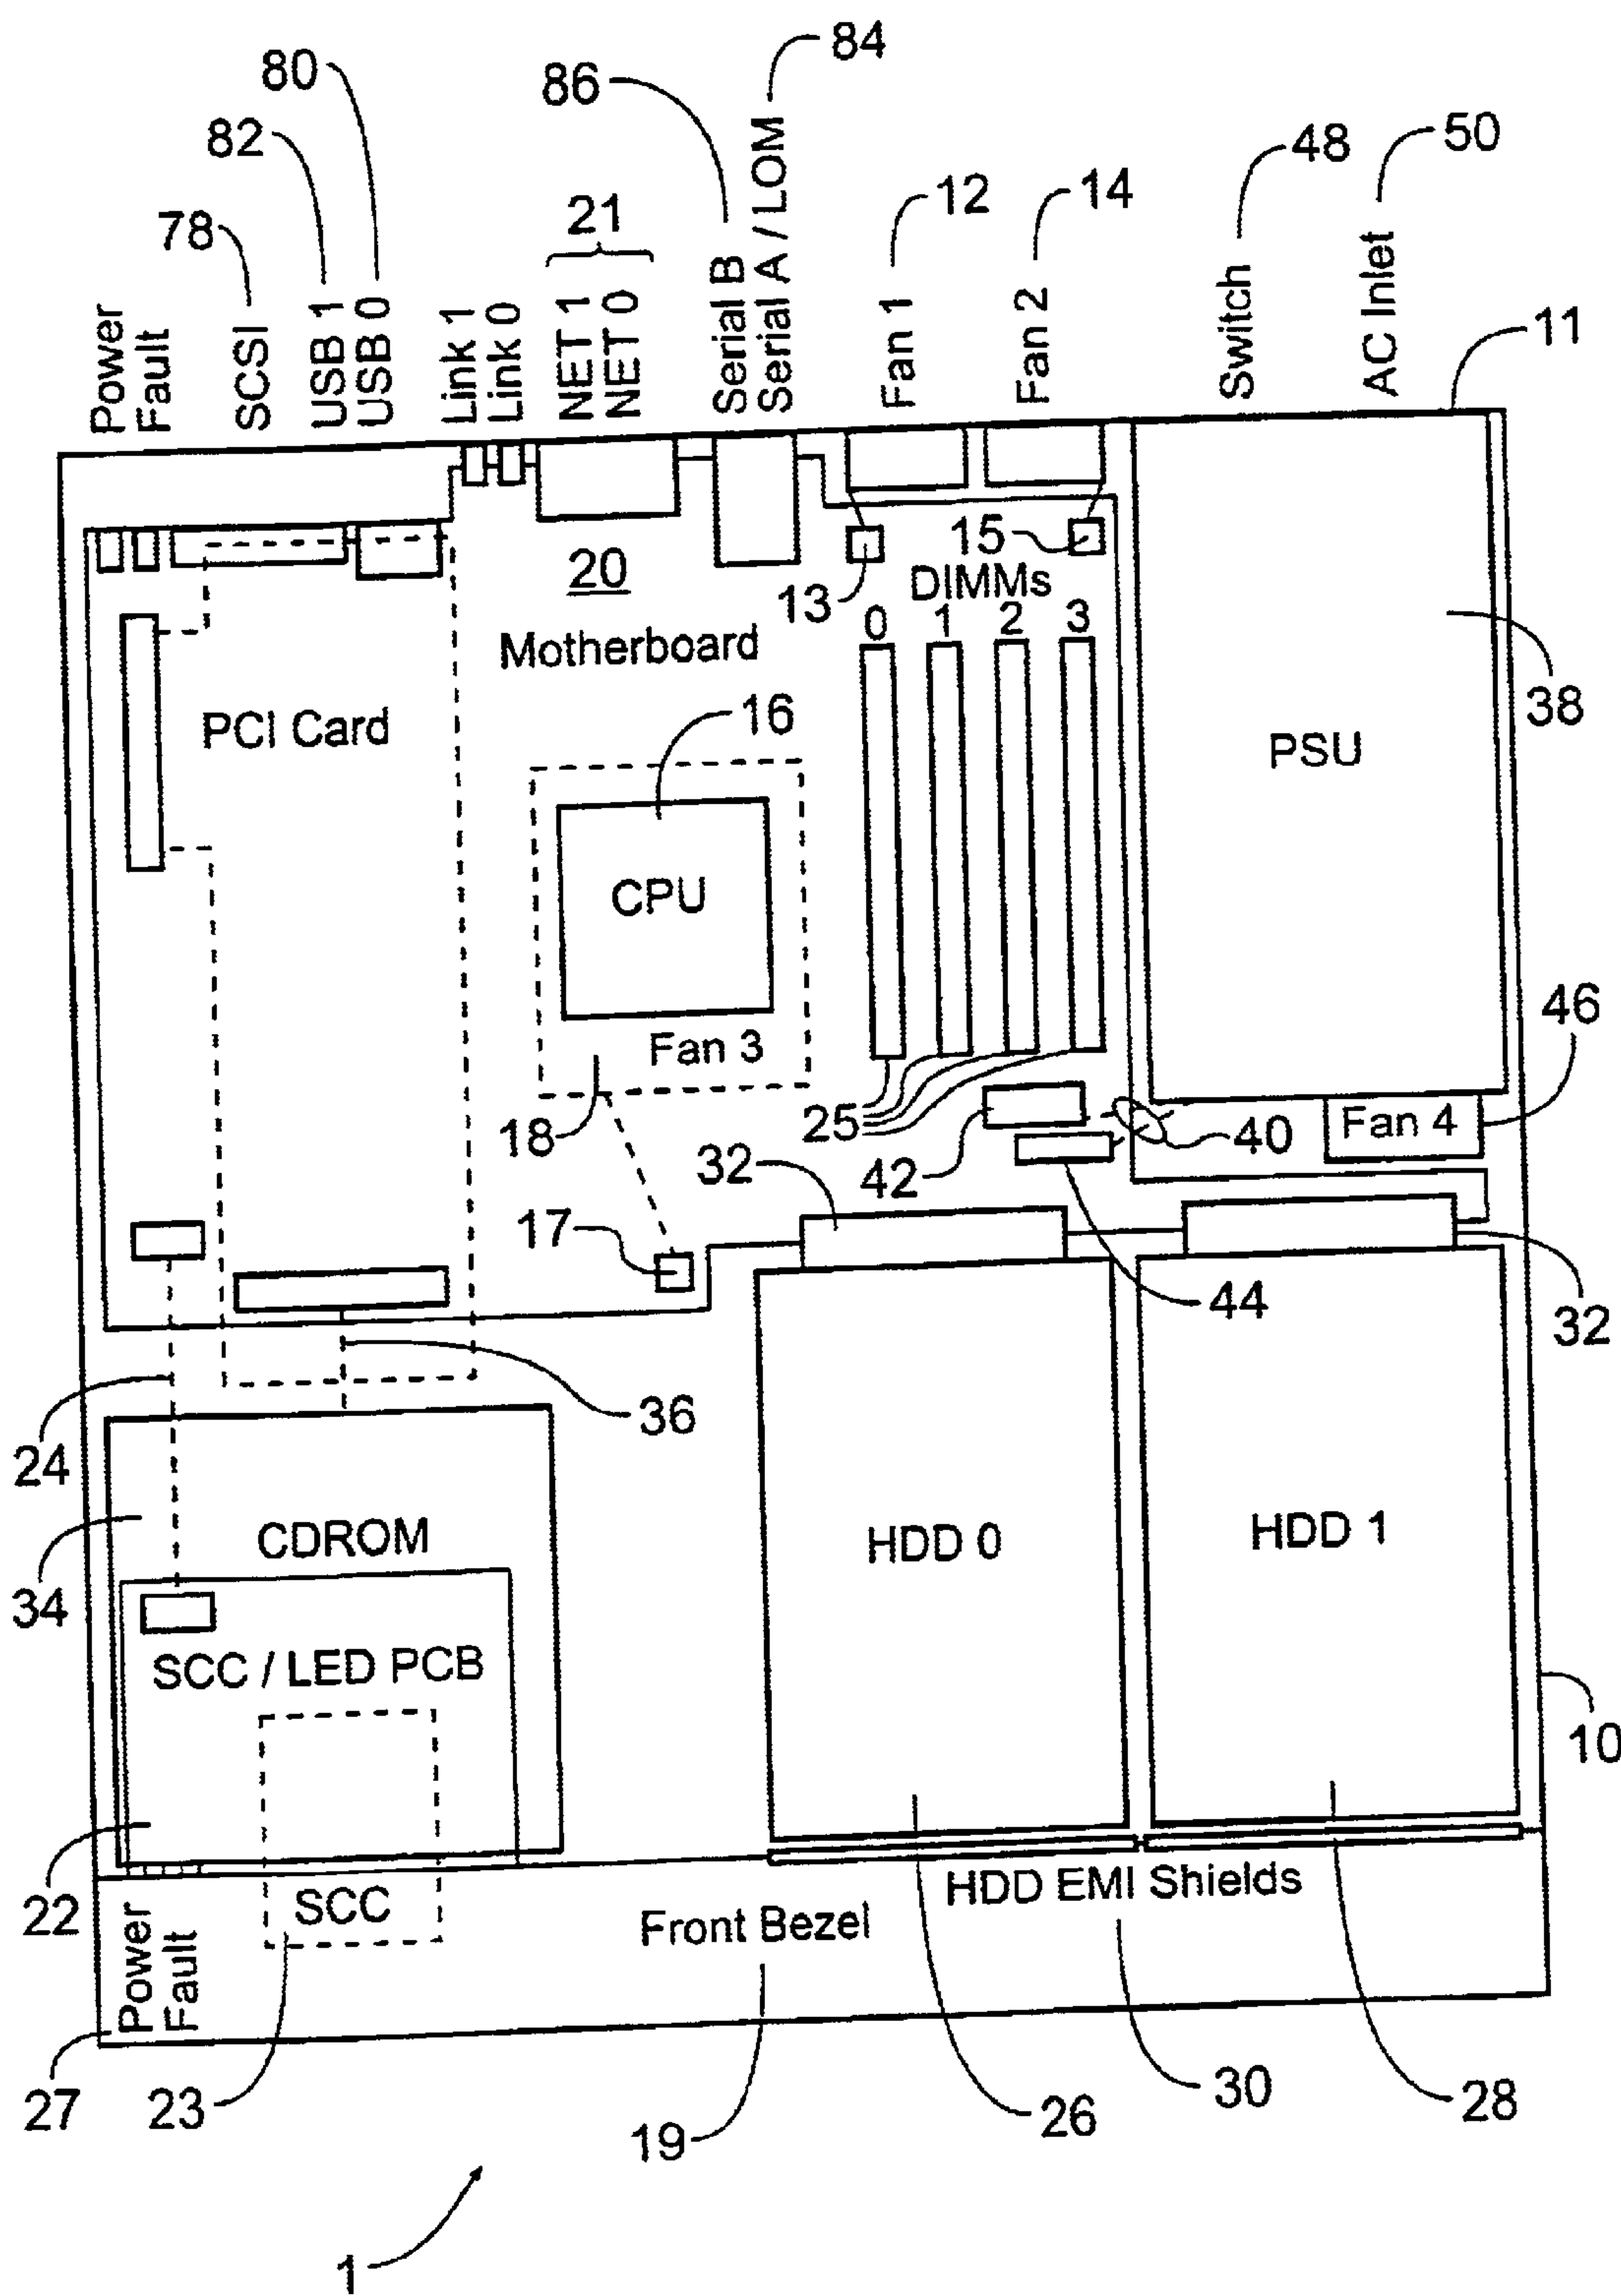 84
80
86
50
82
48
12
14
21
78
Power
Fault
SCSI
USB 1
USB 0
Link 1
Link 0
NET 1
NET 0
Serial B
Serial A / LOM
Fan 1
Fan 2
Switch
AC Inlet
11
20
15
13
DIMMs
0 1 2 3
Motherboard
PCI Card
16
38
PSU
CPU
46
Fan 3
25
Fan 4
18
40
32
42
17
44
32
36
24
CDROM
HDD 0
HDD 1
34
SCC / LED PCB
10
22
SCC
HDD EMI Shields
Front Bezel
Power
Fault
27
23
19
26
30
28
1